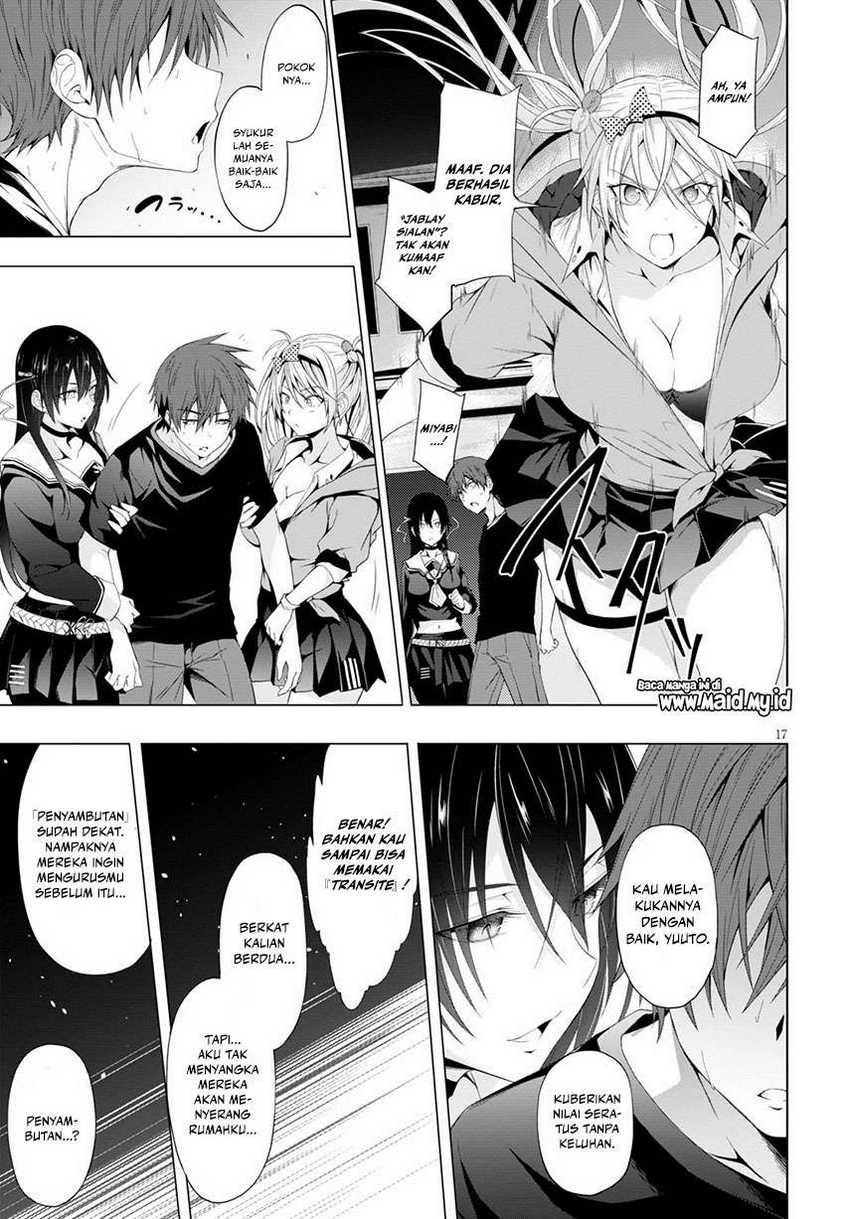 AH, YA
AMPUN!
MAAF. DIA
BERHASIL
KABUR.
"JABLAY
SIALAN"?
TAK AKAN
KUMAAF
KAN!
MIYABI
....!
スタッ
Baca Manga Ini di
www.Maid.My.id
POKOK
NYA...
SYUKUR
LAH SE-
MUANYA
BAIK-BAIK
SAJA...
フラッ...
17
KAU MELA-
KUKANNYA
DENGAN
BAIK, YUUTO.
KUBERIKAN
NILAI SERA-
TUS TANPA
KELUHAN.
BENAR!
BAHKAN KAU
SAMPAI BISA
MEMAKAI
『TRANSITE』!
BERKAT
KALIAN
BERDUA...
TAPI...
AKU TAK
MENYANGKA
MEREKA
AKAN ME-
NYERANG
RUMAHKU...
「PENYAMBUTAN」
SUDAH DEKAT.
NAMPAKNYA
MEREKA INGIN
MENGURUSMU
SEBELUM ITU...
PENYAM-
BUTAN...?